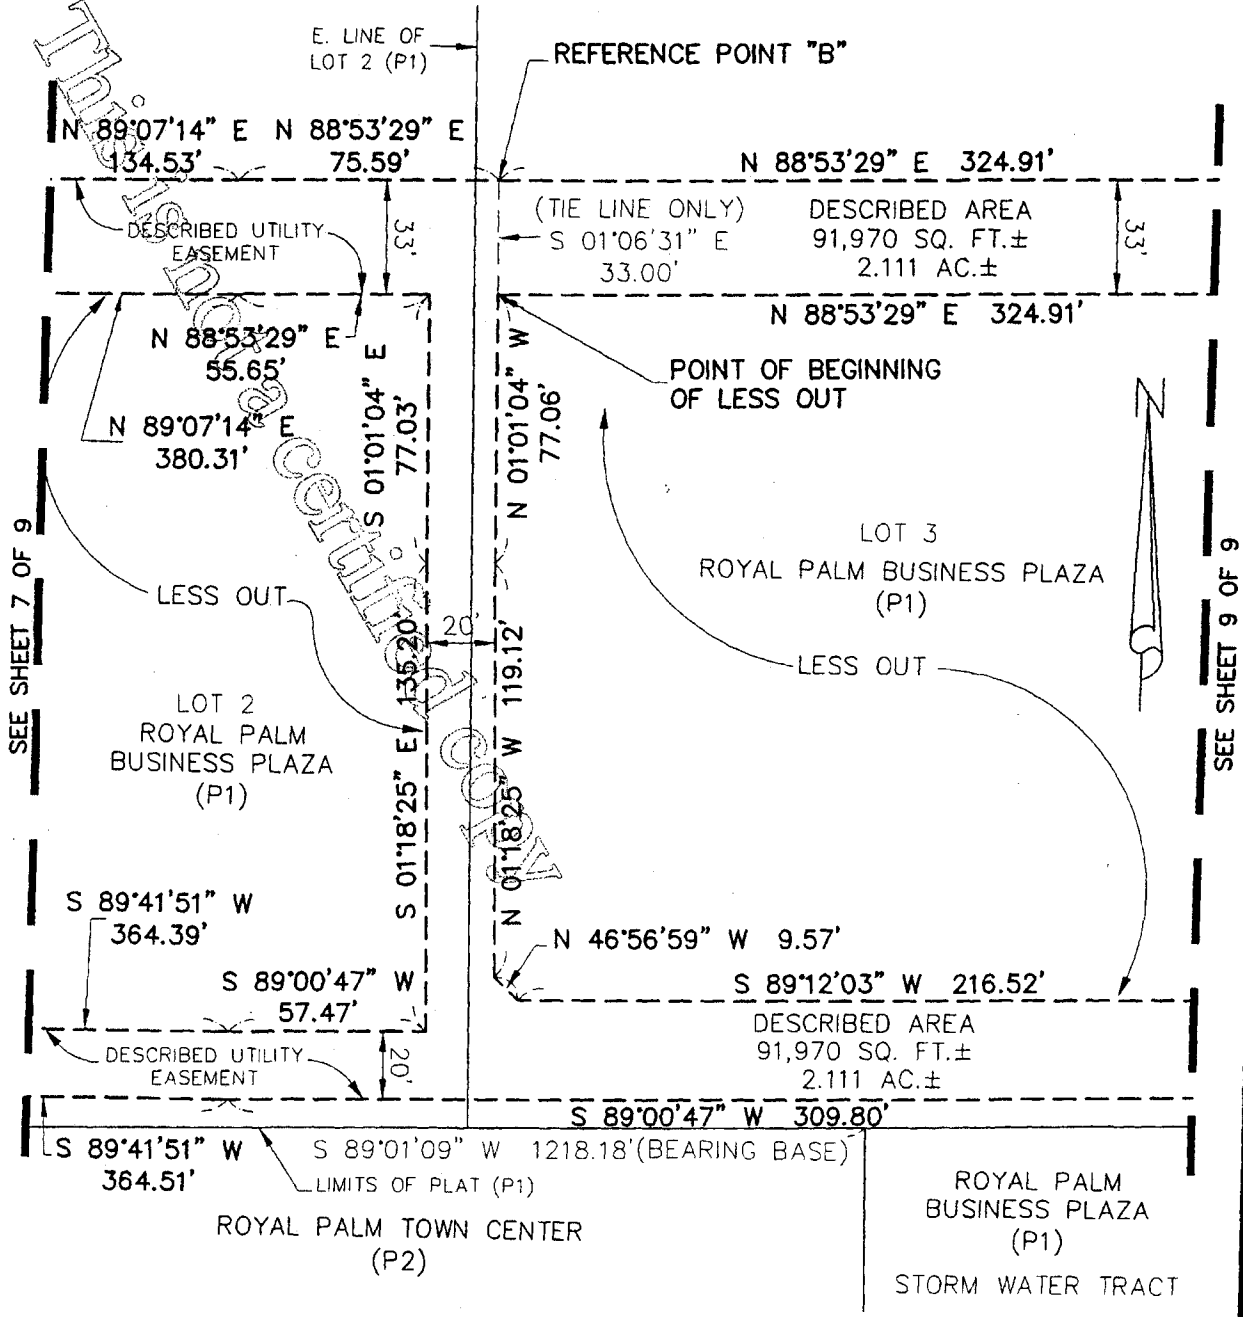 E. LINE OF
LOT 2 (P1)
REFERENCE POINT "B"
N 89°07'14" E
134.53'
N 88°53'29" E
75.59'
N 88°53'29" E 324.91'
DESCRIBED UTILITY
EASEMENT
33'
(TIE LINE ONLY)
S 01°06'31" E
33.00'
DESCRIBED AREA
91,970 SQ. FT.±
2.111 AC.±
33'
N 88°53'29" E
55.65'
N 88°53'29" E 324.91'
POINT OF BEGINNING
OF LESS OUT
N 89°07'14" E
380.31'
S 01°01'04" E
77.03'
N 01°01'04" W
77.06'
N
LOT 3
ROYAL PALM BUSINESS PLAZA
(P1)
SEE SHEET 7 OF 9
SEE SHEET 9 OF 9
LESS OUT
20'
LESS OUT
LOT 2
ROYAL PALM
BUSINESS PLAZA
(P1)
S 01°18'25" E 135.20'
N 01°18'25" W 119.12'
S 89°41'51" W
364.39'
N 46°56'59" W 9.57'
S 89°00'47" W
57.47'
S 89°12'03" W 216.52'
DESCRIBED UTILITY
EASEMENT
20'
DESCRIBED AREA
91,970 SQ. FT.±
2.111 AC.±
S 89°00'47" W 309.80'
S 89°41'51" W
364.51'
S 89°01'09" W 1218.18'(BEARING BASE)
LIMITS OF PLAT (P1)
ROYAL PALM TOWN CENTER
(P2)
ROYAL PALM
BUSINESS PLAZA
(P1)
STORM WATER TRACT
This is not a certified copy